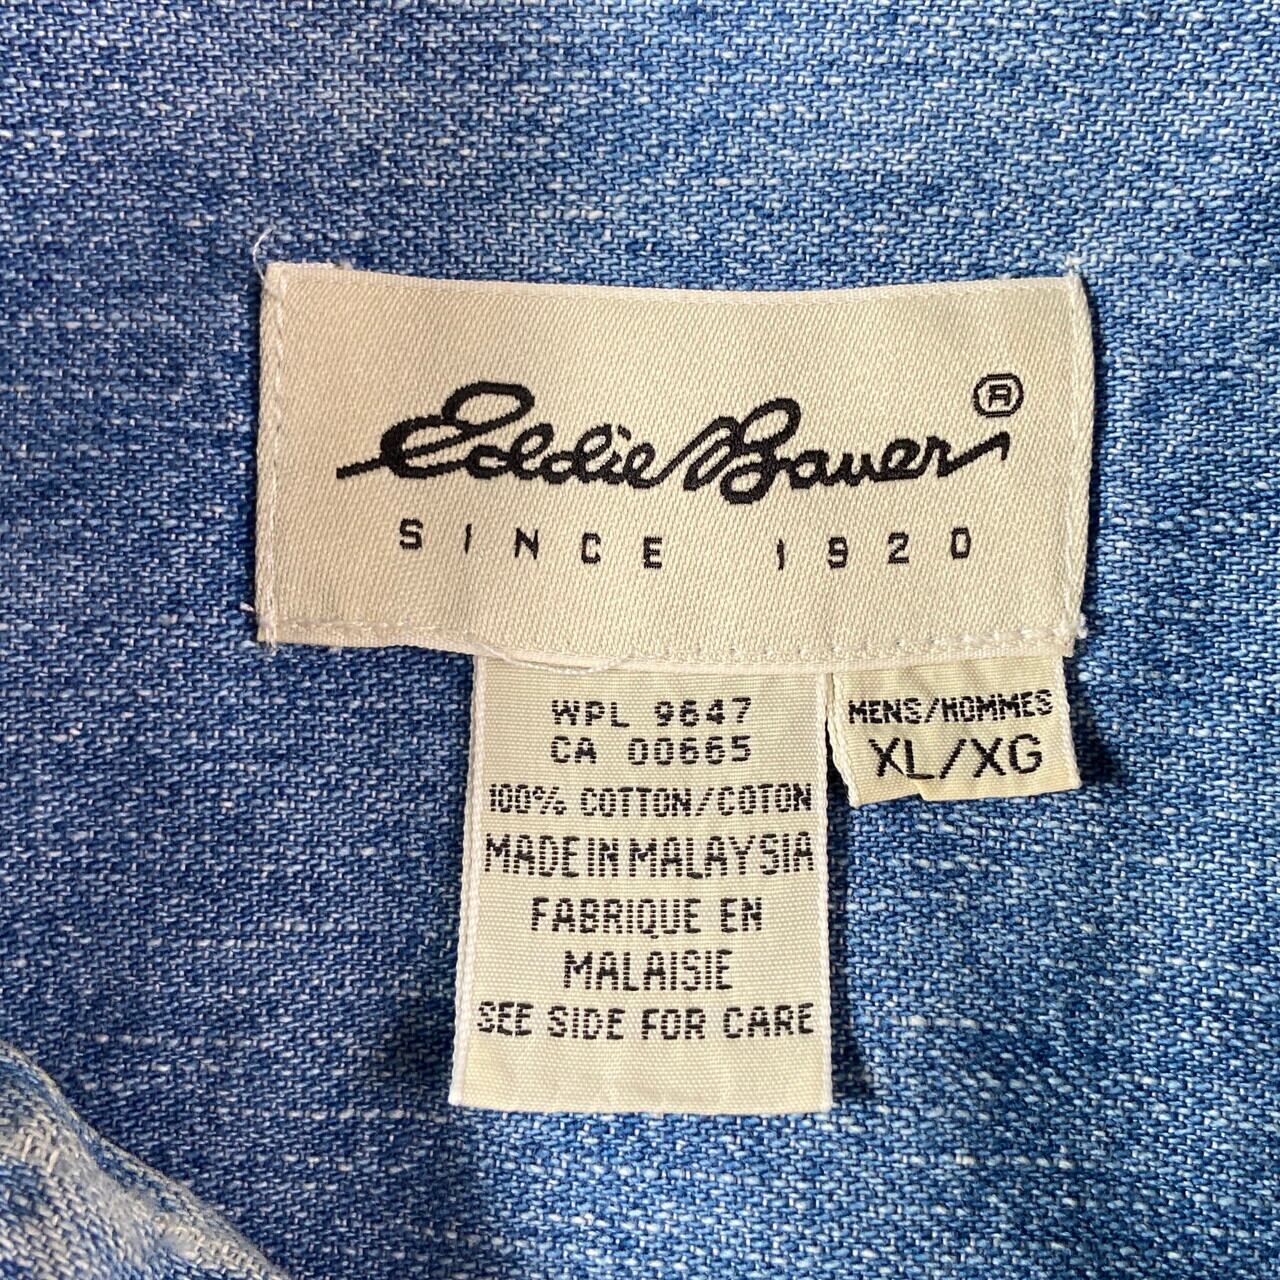 Eddie Bauer ®
SINCE 1920
WPL 9647
CA 00665
100% COTTON/COTON
MADE IN MALAYSIA
FABRIQUE EN
MALAISIE
SEE SIDE FOR CARE
MENS/HOMMES
XL/XG